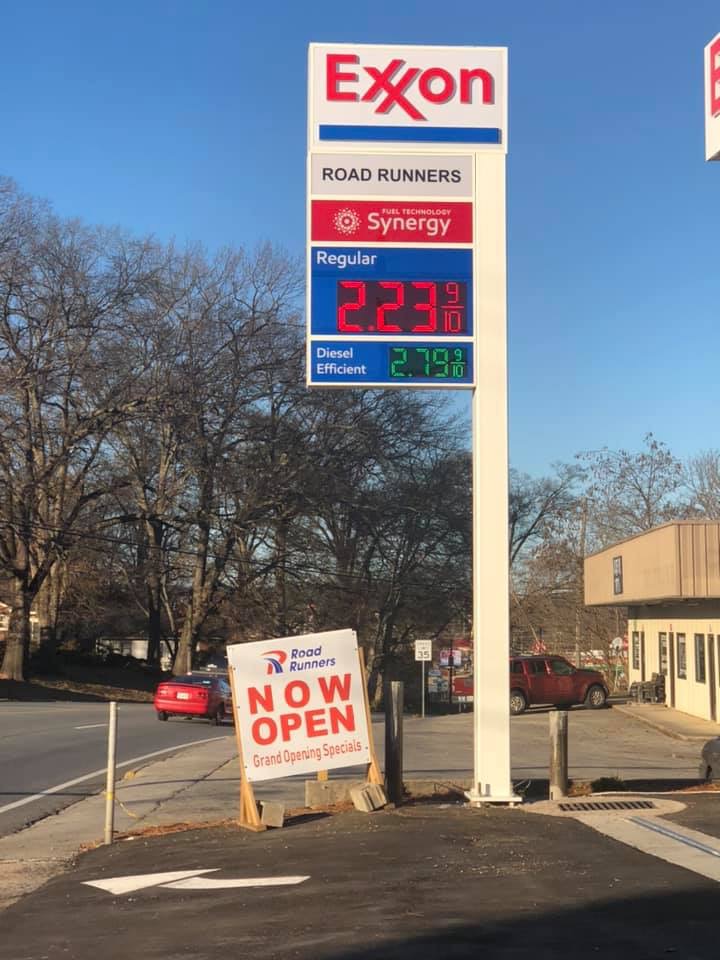 Exxon
ROAD RUNNERS
FUEL TECHNOLOGY
Synergy
Regular
2.23 9/10
Diesel
Efficient
2.79 9/10
Road
Runners
NOW
OPEN
Grand Opening Specials
35